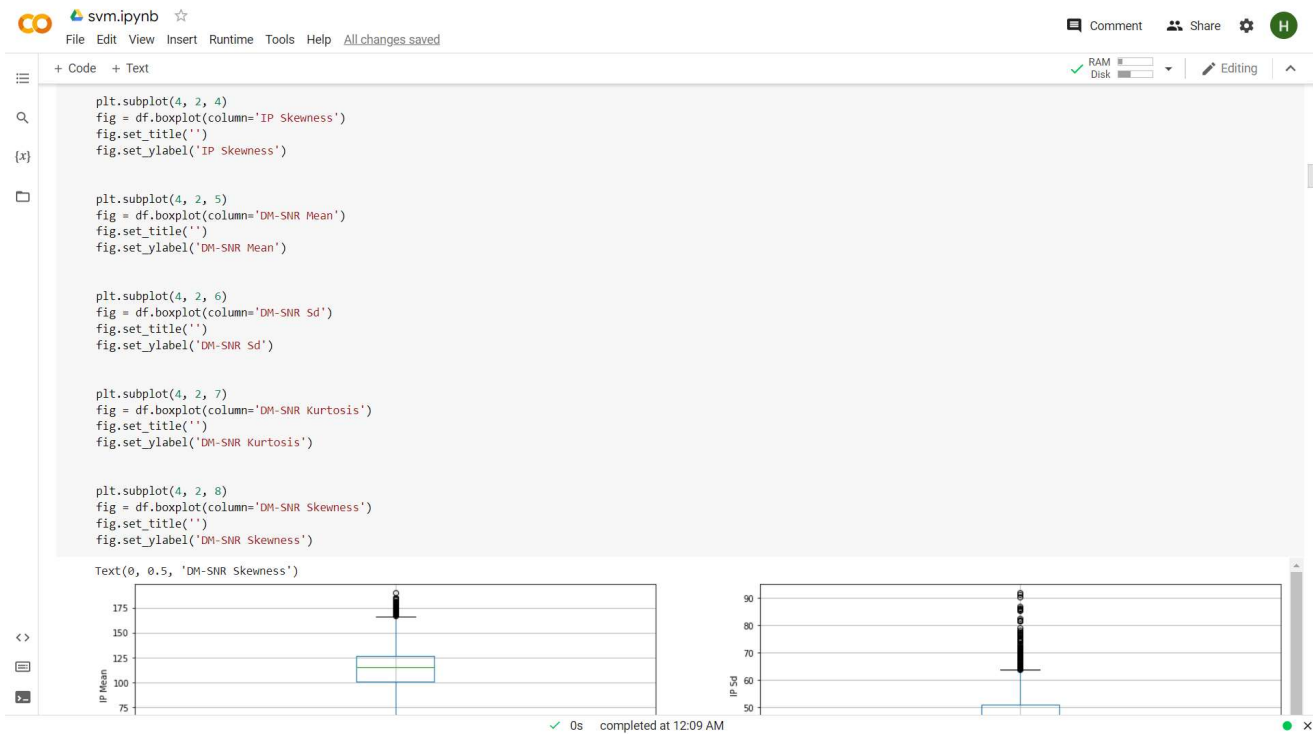 svm.ipynb
File Edit View Insert Runtime Tools Help All changes saved
Comment Share H
+ Code + Text
RAM
Disk
Editing
{x}
plt.subplot(4, 2, 4)
fig = df.boxplot(column='IP Skewness')
fig.set_title('')
fig.set_ylabel('IP Skewness')
plt.subplot(4, 2, 5)
fig = df.boxplot(column='DM-SNR Mean')
fig.set_title('')
fig.set_ylabel('DM-SNR Mean')
plt.subplot(4, 2, 6)
fig = df.boxplot(column='DM-SNR Sd')
fig.set_title('')
fig.set_ylabel('DM-SNR Sd')
plt.subplot(4, 2, 7)
fig = df.boxplot(column='DM-SNR Kurtosis')
fig.set_title('')
fig.set_ylabel('DM-SNR Kurtosis')
plt.subplot(4, 2, 8)
fig = df.boxplot(column='DM-SNR Skewness')
fig.set_title('')
fig.set_ylabel('DM-SNR Skewness')
Text(0, 0.5, 'DM-SNR Skewness')
175
150
125
100
75
IP Mean
90
80
70
60
50
IP Sd
0s completed at 12:09 AM